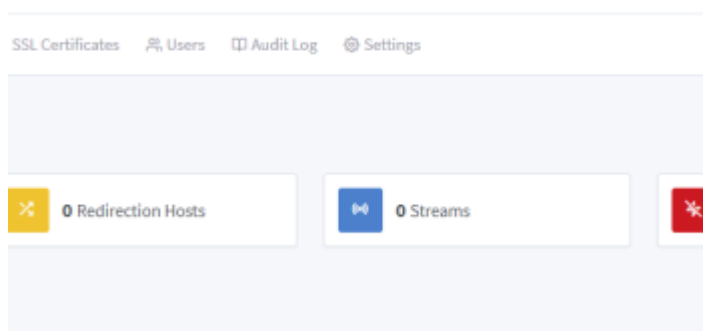 SSL Certificates Users Audit Log Settings
0 Redirection Hosts 0 Streams